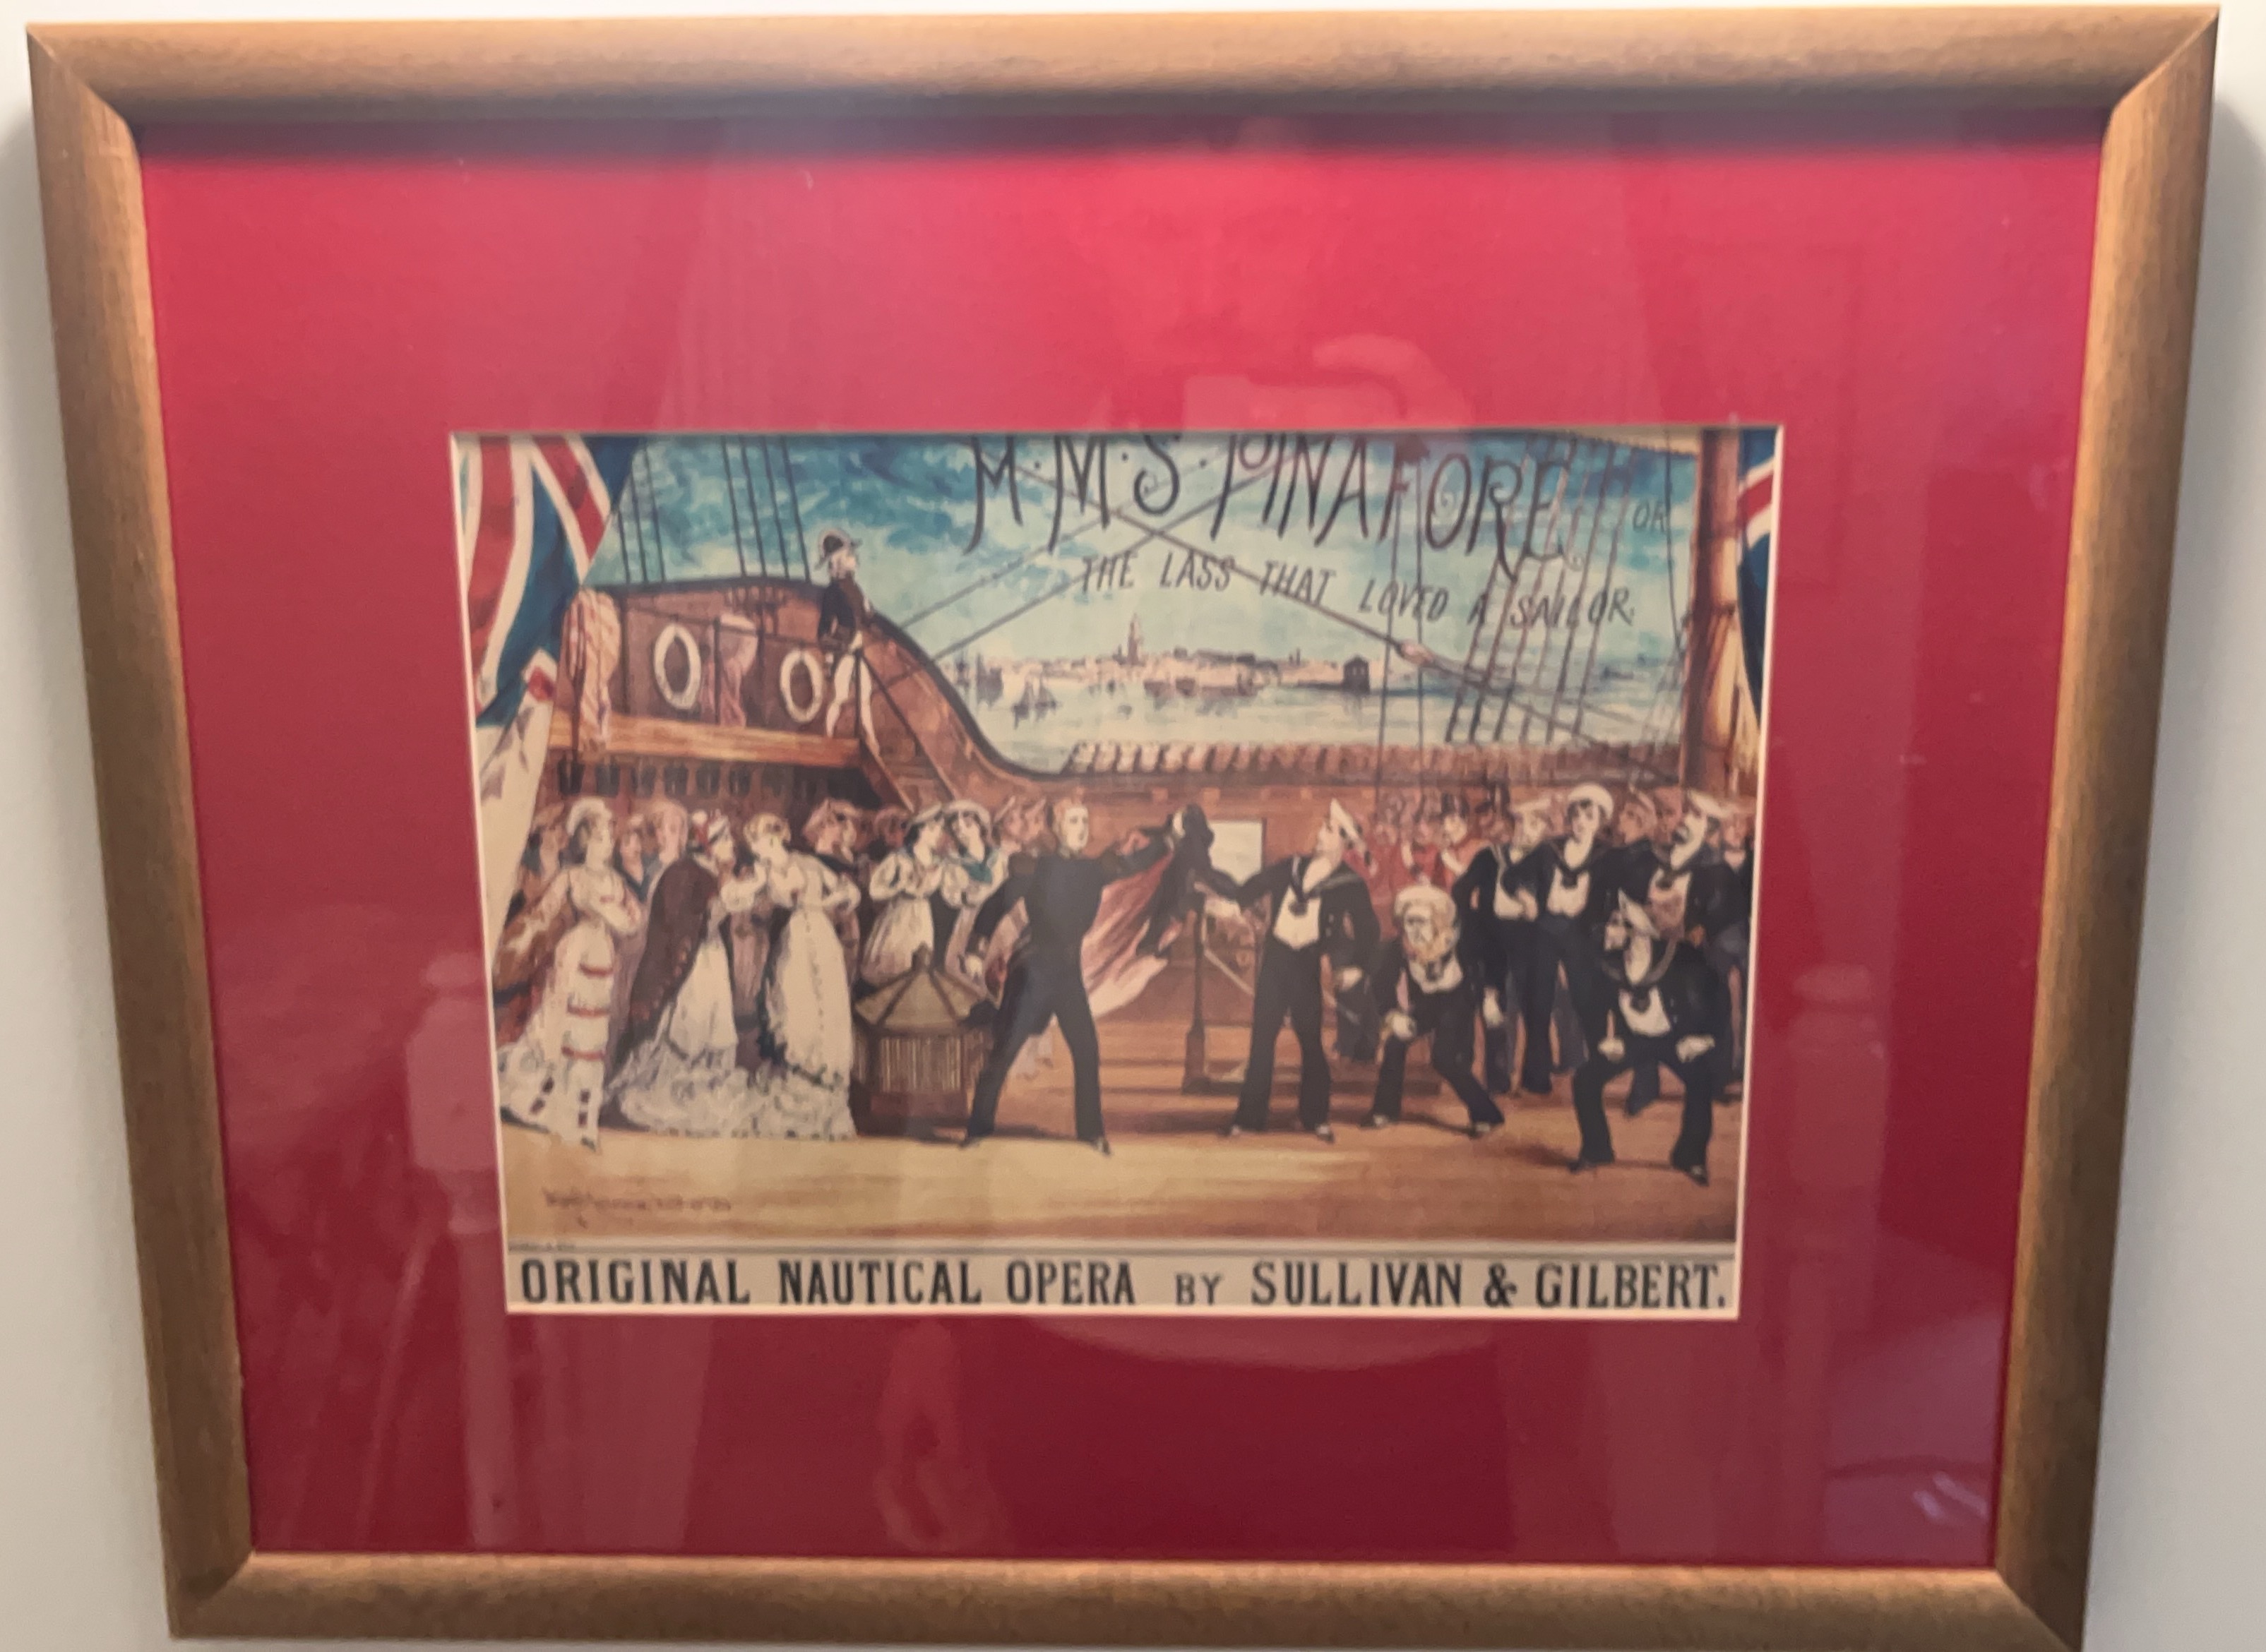 H.M.S. PINAFORE OR
THE LASS THAT LOVED A SAILOR.
ORIGINAL NAUTICAL OPERA BY SULLIVAN & GILBERT.